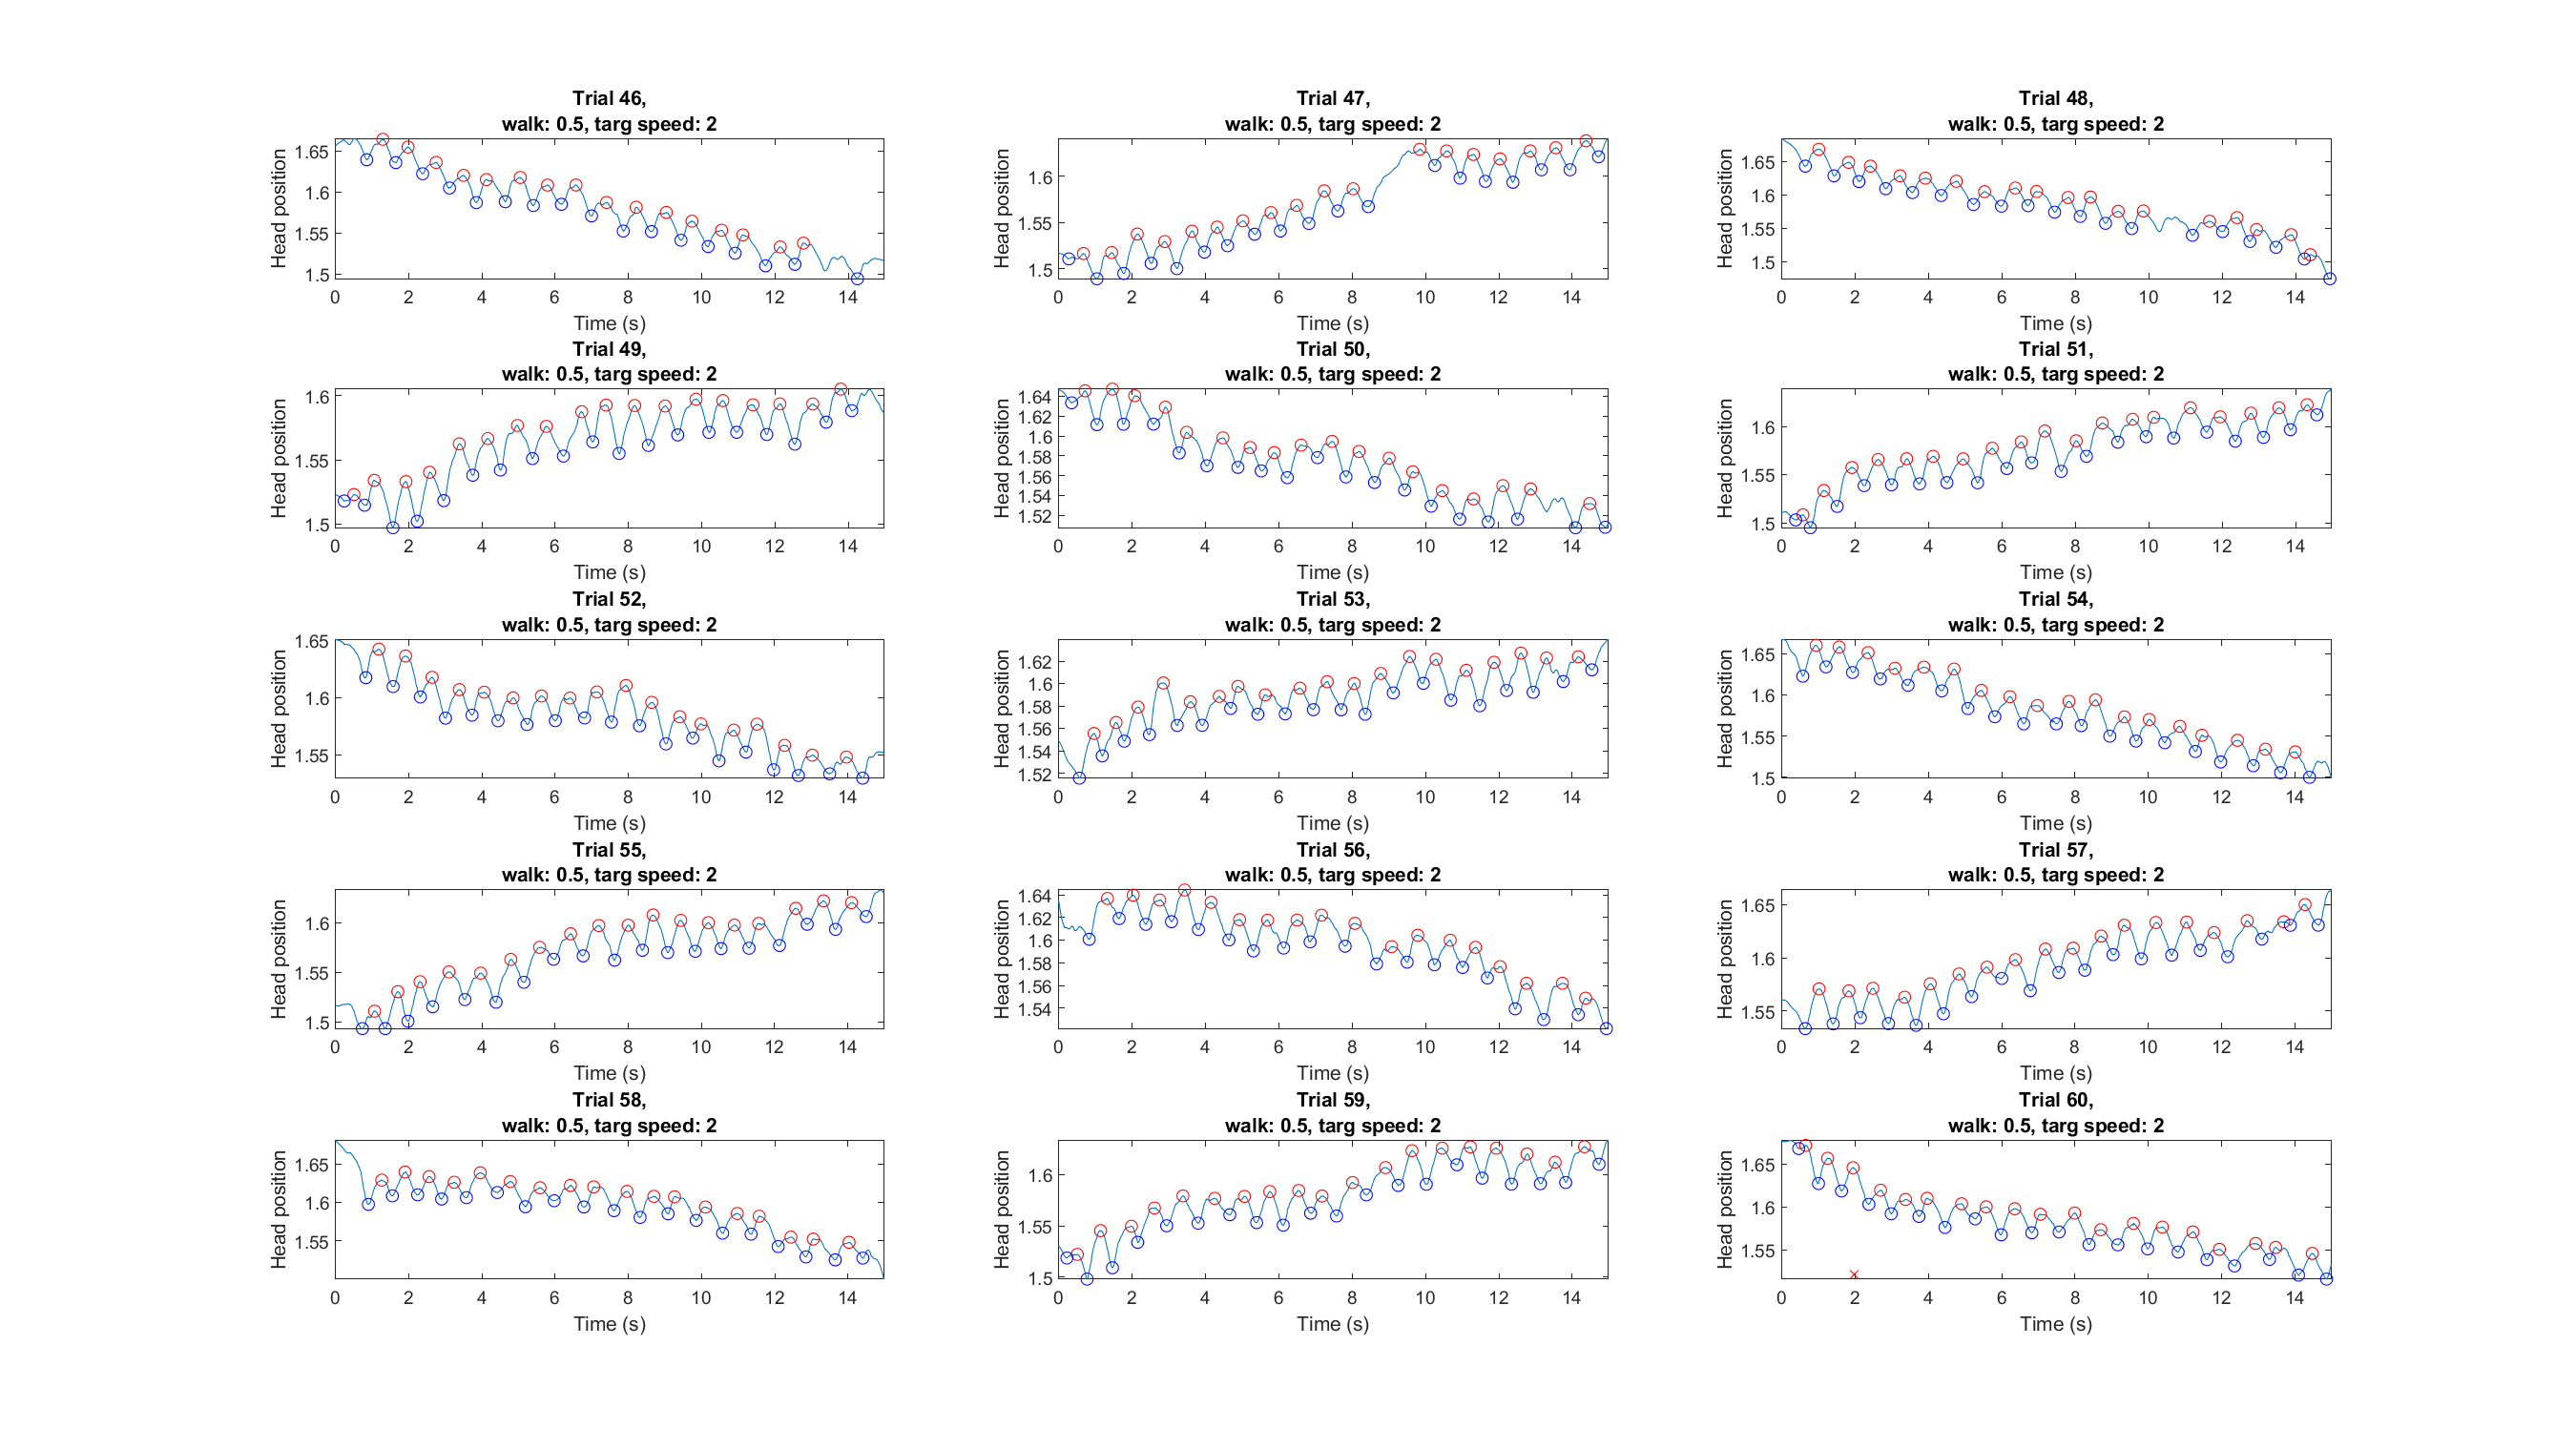 Trial 46,
walk: 0.5, targ speed: 2
Head position
1.65
1.6
1.55
1.5
0 2 4 6 8 10 12 14
Time (s)
Trial 47,
walk: 0.5, targ speed: 2
Head position
1.6
1.55
1.5
0 2 4 6 8 10 12 14
Time (s)
Trial 48,
walk: 0.5, targ speed: 2
Head position
1.65
1.6
1.55
1.5
0 2 4 6 8 10 12 14
Time (s)
Trial 49,
walk: 0.5, targ speed: 2
Head position
1.6
1.55
1.5
0 2 4 6 8 10 12 14
Time (s)
Trial 50,
walk: 0.5, targ speed: 2
Head position
1.64
1.62
1.6
1.58
1.56
1.54
1.52
0 2 4 6 8 10 12 14
Time (s)
Trial 51,
walk: 0.5, targ speed: 2
Head position
1.6
1.55
1.5
0 2 4 6 8 10 12 14
Time (s)
Trial 52,
walk: 0.5, targ speed: 2
Head position
1.65
1.6
1.55
0 2 4 6 8 10 12 14
Time (s)
Trial 53,
walk: 0.5, targ speed: 2
Head position
1.62
1.6
1.58
1.56
1.54
1.52
0 2 4 6 8 10 12 14
Time (s)
Trial 54,
walk: 0.5, targ speed: 2
Head position
1.65
1.6
1.55
1.5
0 2 4 6 8 10 12 14
Time (s)
Trial 55,
walk: 0.5, targ speed: 2
Head position
1.6
1.55
1.5
0 2 4 6 8 10 12 14
Time (s)
Trial 56,
walk: 0.5, targ speed: 2
Head position
1.64
1.62
1.6
1.58
1.56
1.54
0 2 4 6 8 10 12 14
Time (s)
Trial 57,
walk: 0.5, targ speed: 2
Head position
1.65
1.6
1.55
0 2 4 6 8 10 12 14
Time (s)
Trial 58,
walk: 0.5, targ speed: 2
Head position
1.65
1.6
1.55
0 2 4 6 8 10 12 14
Time (s)
Trial 59,
walk: 0.5, targ speed: 2
Head position
1.6
1.55
1.5
0 2 4 6 8 10 12 14
Time (s)
Trial 60,
walk: 0.5, targ speed: 2
Head position
1.65
1.6
1.55
0 2 4 6 8 10 12 14
Time (s)